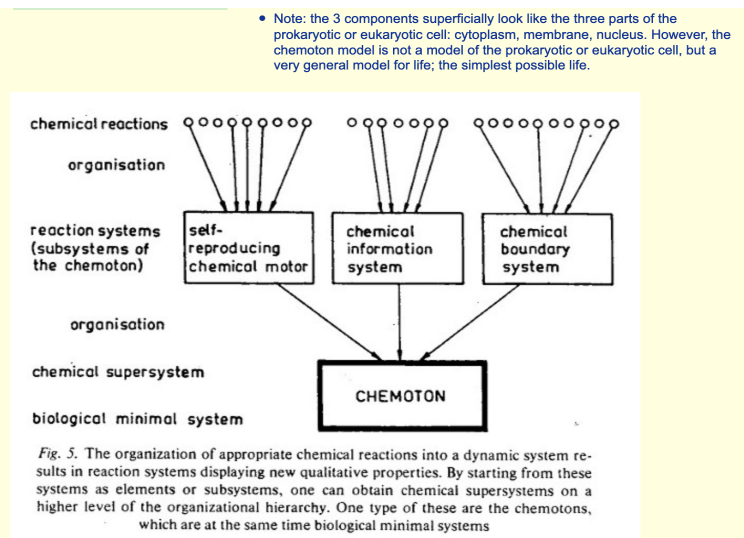 • Note: the 3 components superficially look like the three parts of the
prokaryotic or eukaryotic cell: cytoplasm, membrane, nucleus. However, the
chemoton model is not a model of the prokaryotic or eukaryotic cell, but a
very general model for life; the simplest possible life.
chemical reactions
organisation
reaction systems
(subsystems of
the chemoton)
self-
reproducing
chemical motor
chemical
information
system
chemical
boundary
system
organisation
chemical supersystem
CHEMOTON
biological minimal system
Fig. 5. The organization of appropriate chemical reactions into a dynamic system re-
sults in reaction systems displaying new qualitative properties. By starting from these
systems as elements or subsystems, one can obtain chemical supersystems on a
higher level of the organizational hierarchy. One type of these are the chemotons,
which are at the same time biological minimal systems